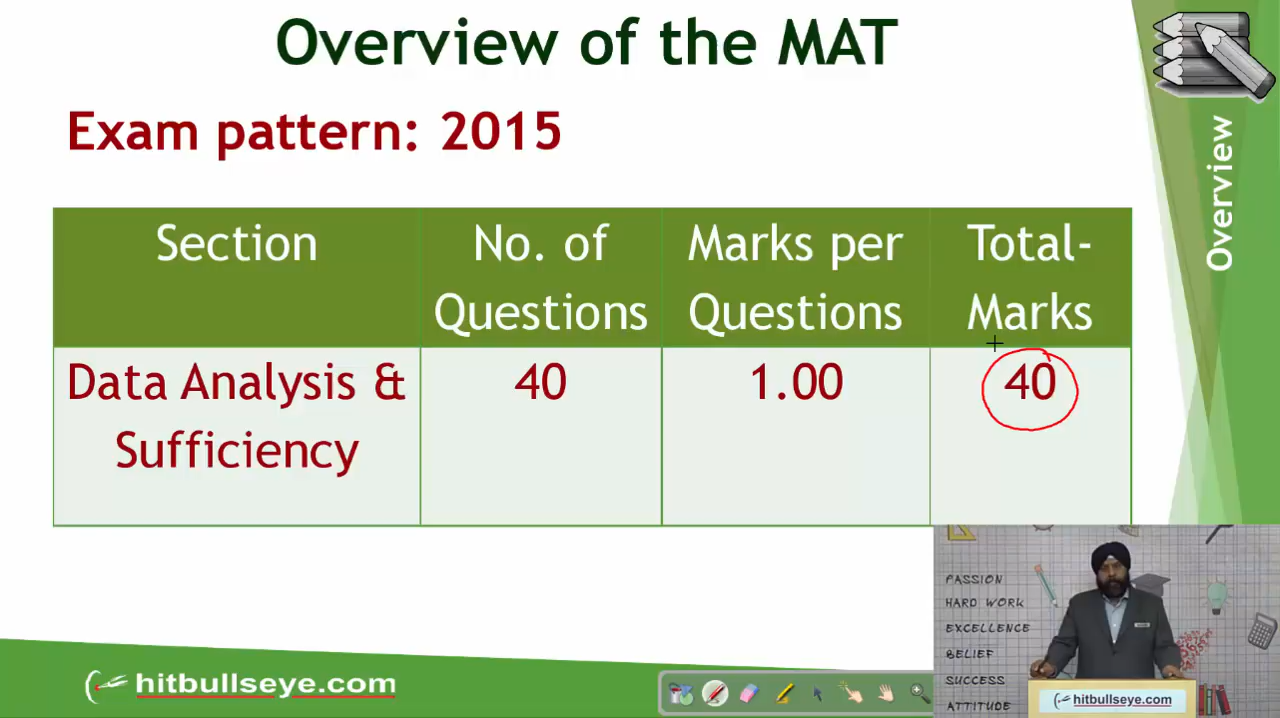 Overview of the MAT
Exam pattern: 2015
Overview
Section
No. of
Questions
Marks per
Questions
Total-
Marks
Data Analysis &
Sufficiency
40
1.00
40
PASSION
HARD WORK
EXCELLENCE
BELIEF
SUCCESS
ATTITUDE
hitbullseye.com
hitbullseye.com